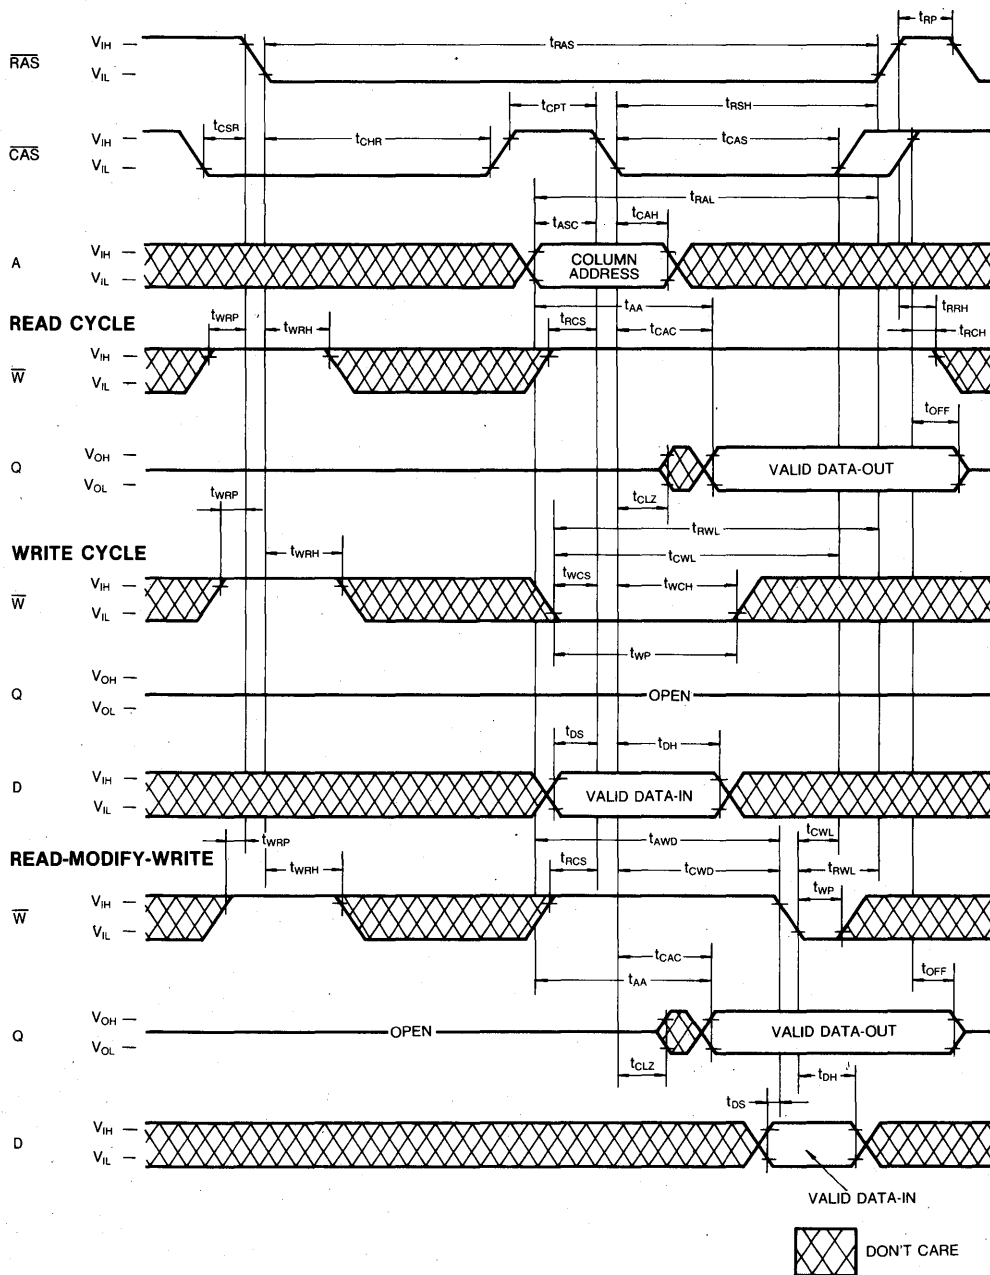 tRP
VIH
RAS
tRAS
VIL
tCPT
tRSH
tCSR
tCHR
tCAS
VIH
CAS
VIL
tRAL
tASC
tCAH
VIH
A
COLUMN
ADDRESS
VIL
tAA
tRRH
READ CYCLE
tWRP
tWRH
tRCS
tCAC
tRCH
VIH
W
VIL
tOFF
VOH
Q
VALID DATA-OUT
VOL
tWRP
tCLZ
tRWL
WRITE CYCLE
tWRH
tCWL
VIH
W
tWCS
tWCH
VIL
tWP
VOH
Q
OPEN
VOL
tDS
tDH
VIH
D
VALID DATA-IN
VIL
tWRP
tAWD
tCWL
READ-MODIFY-WRITE
tWRH
tRCS
tCWD
tRWL
tWP
VIH
W
VIL
tCAC
tAA
tOFF
VOH
Q
OPEN
VALID DATA-OUT
VOL
tCLZ
tDH
tDS
VIH
D
VIL
VALID DATA-IN
DON'T CARE